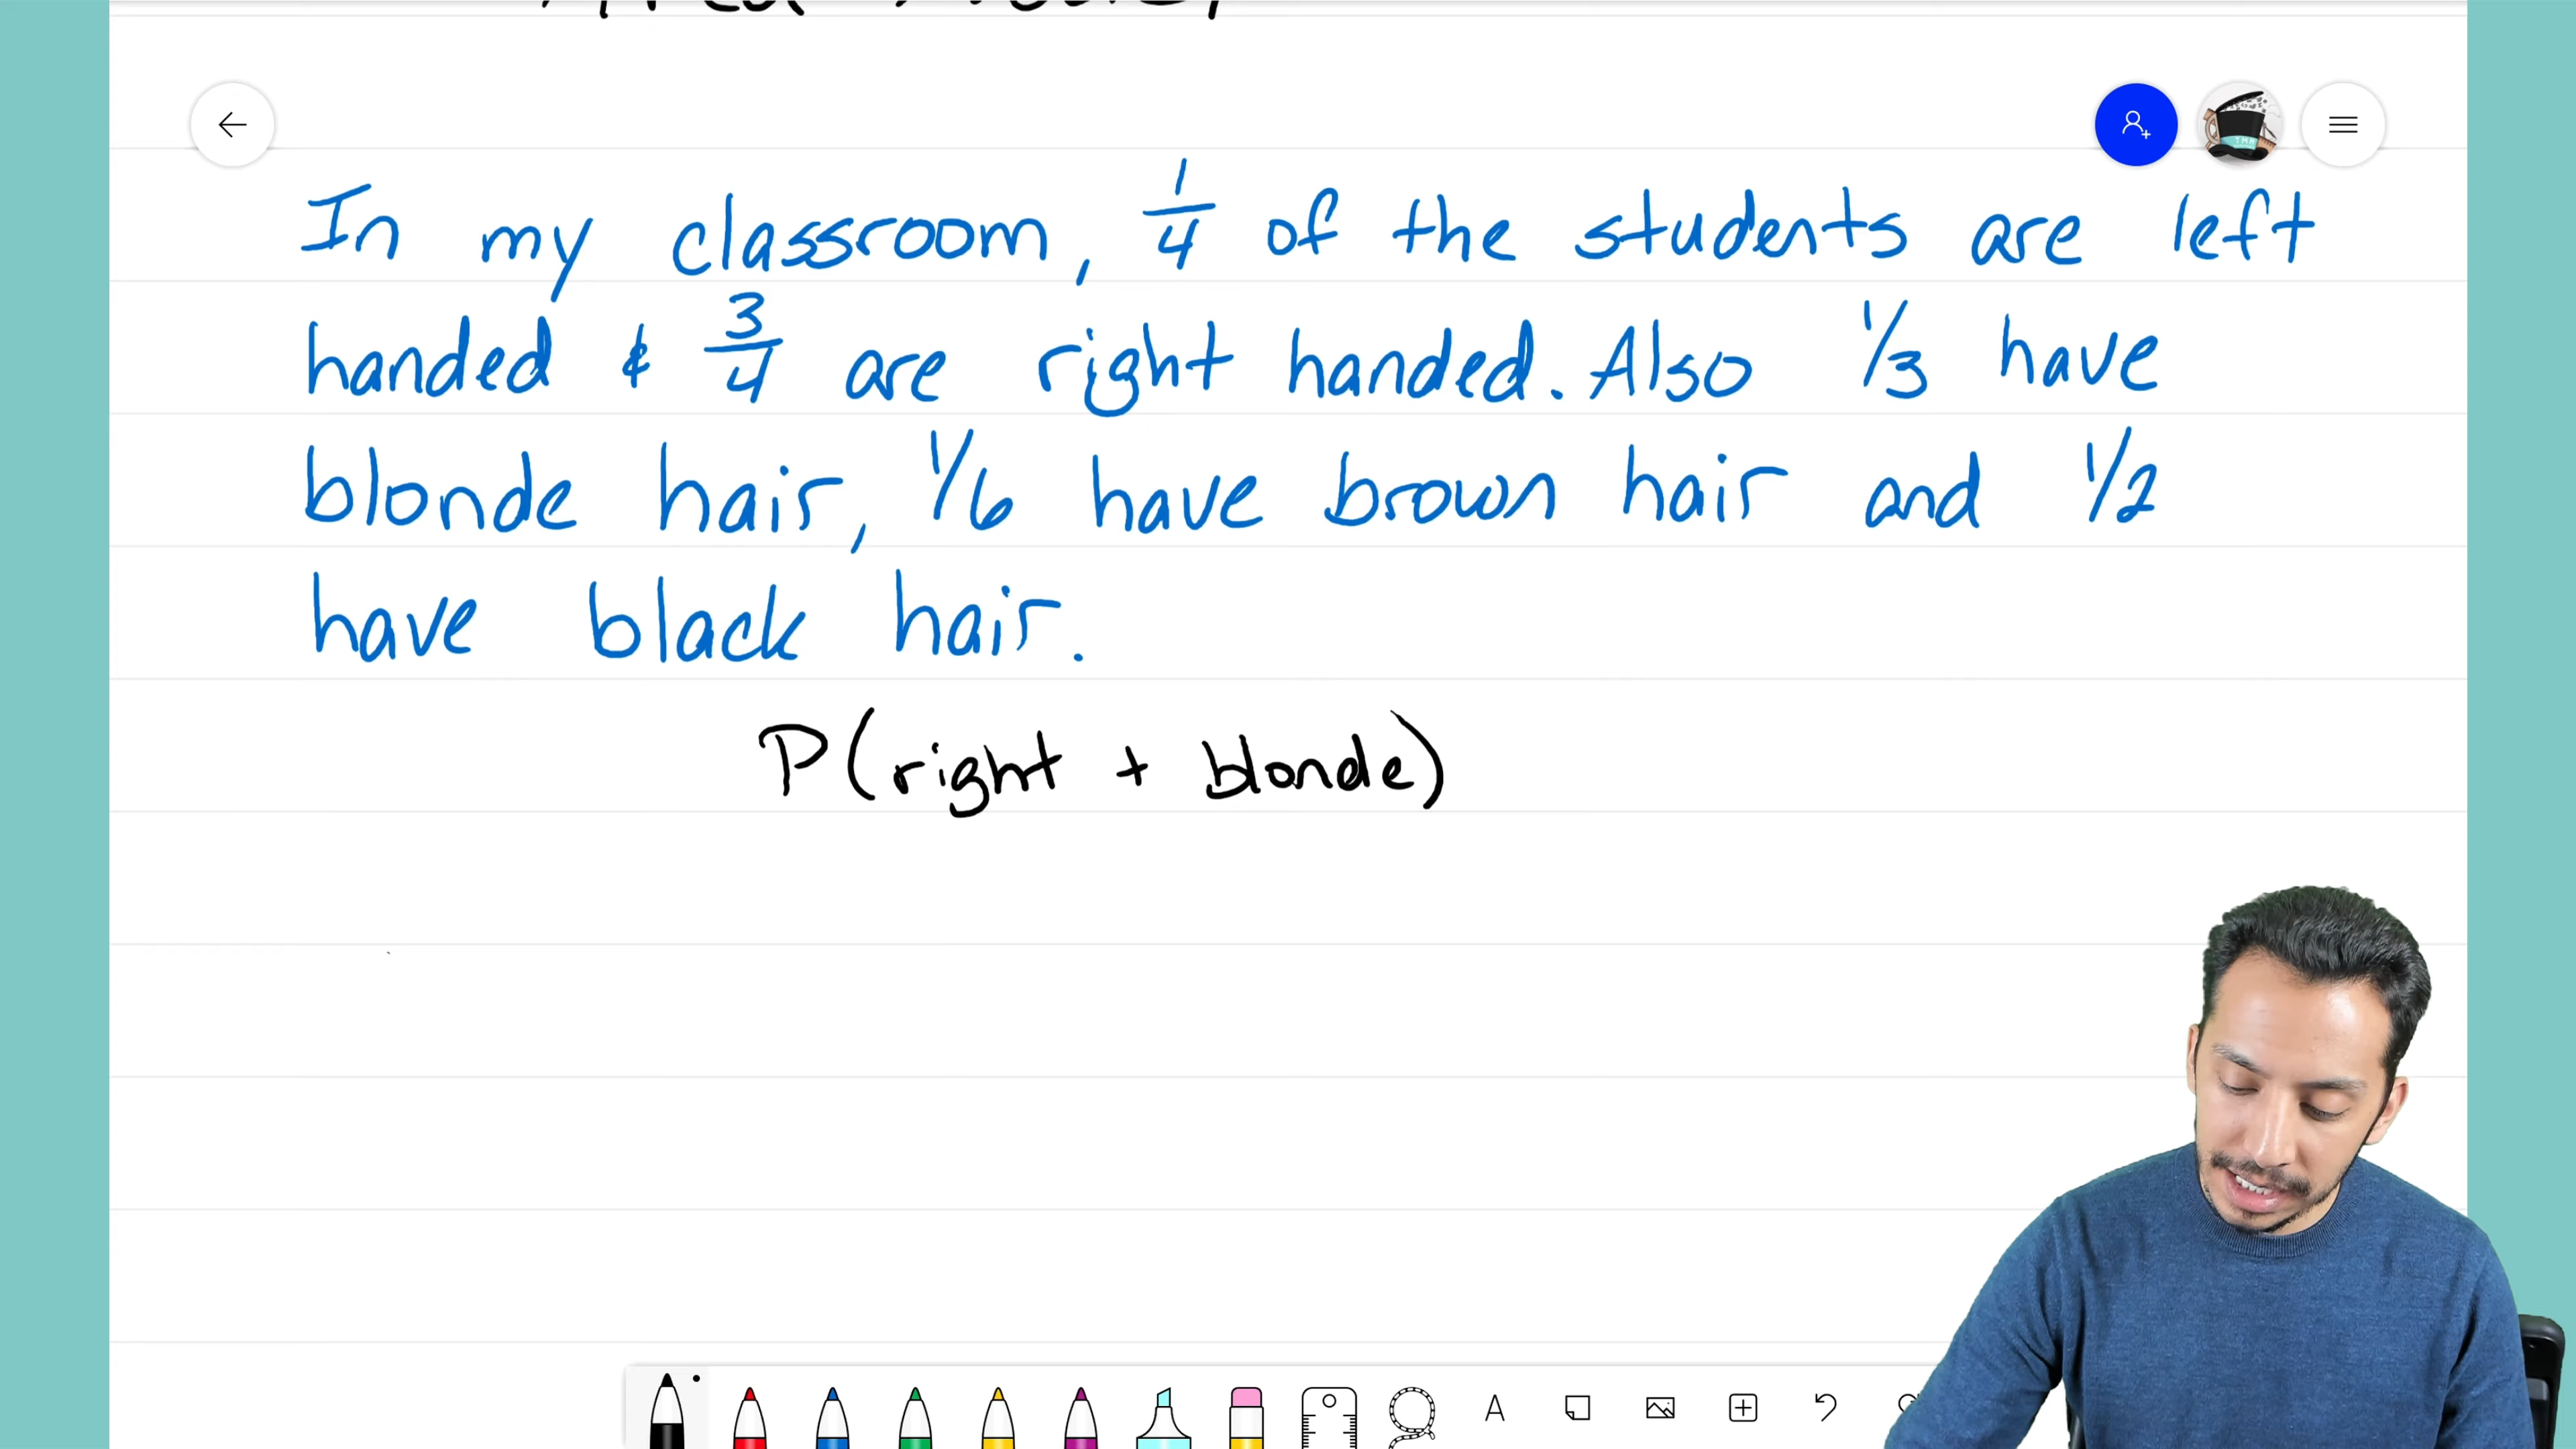 In my classroom, 1/4 of the students are left
handed & 3/4 are right handed. Also 1/3 have
blonde hair, 1/6 have brown hair and 1/2
have black hair.
P(right + blonde)
A